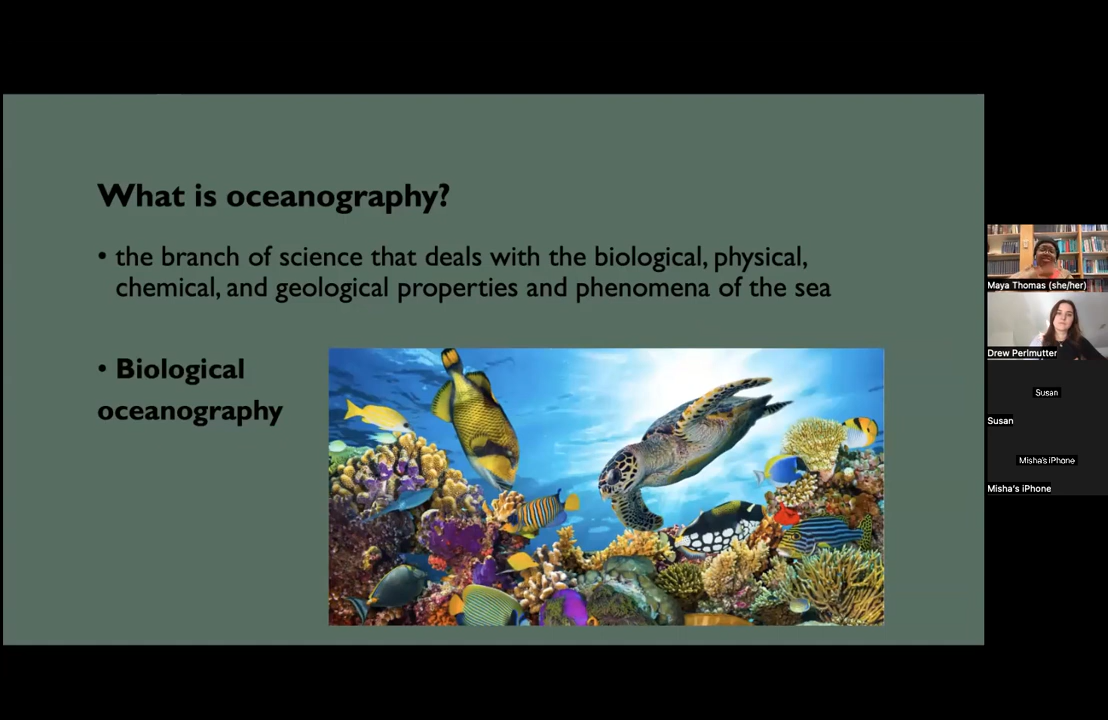 What is oceanography?
• the branch of science that deals with the biological, physical,
chemical, and geological properties and phenomena of the sea
• Biological
oceanography
Maya Thomas (she/her)
Drew Perlmutter
Susan
Susan
Misha's iPhone
Misha's iPhone